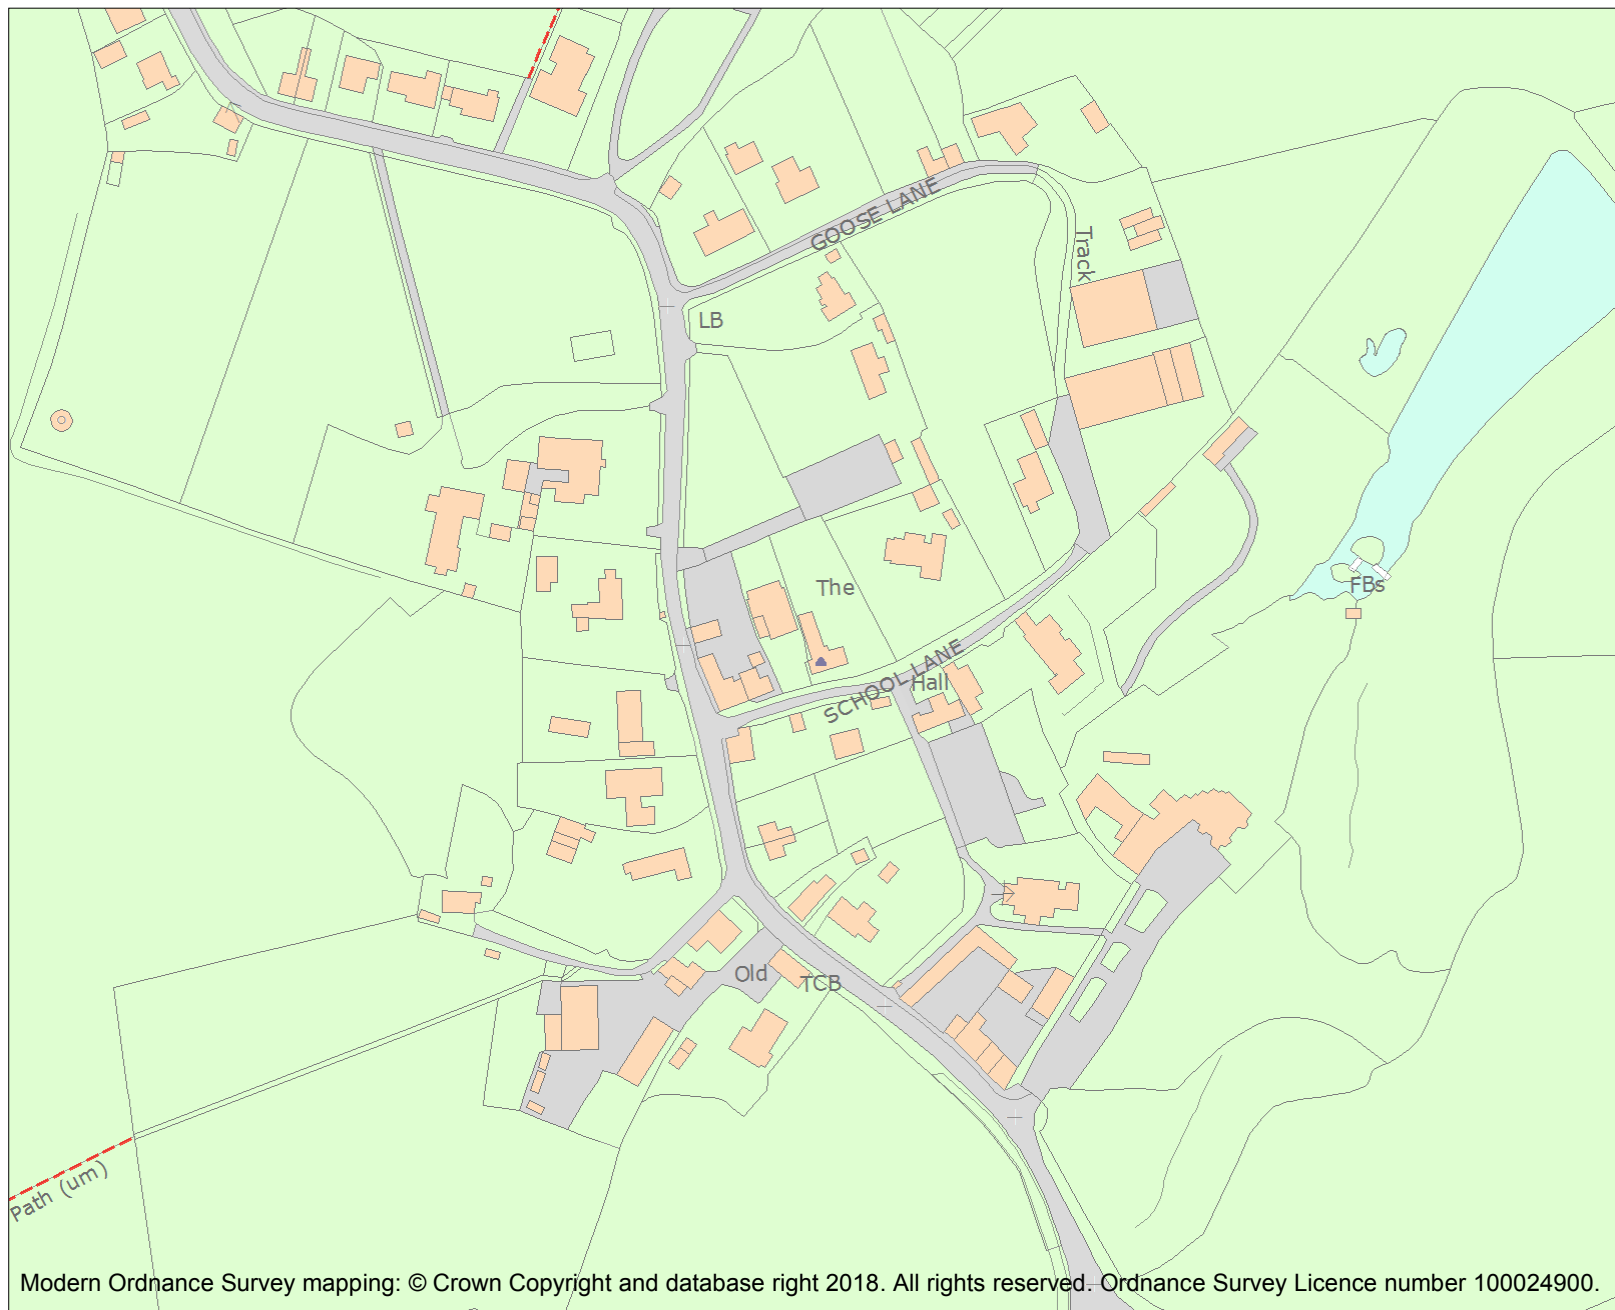 GOOSE LANE
Track
LB
The
FBs
SCHOOL LANE
Hall
Old
TCB
Path (um)
Modern Ordnance Survey mapping: © Crown Copyright and database right 2018. All rights reserved. Ordnance Survey Licence number 100024900.